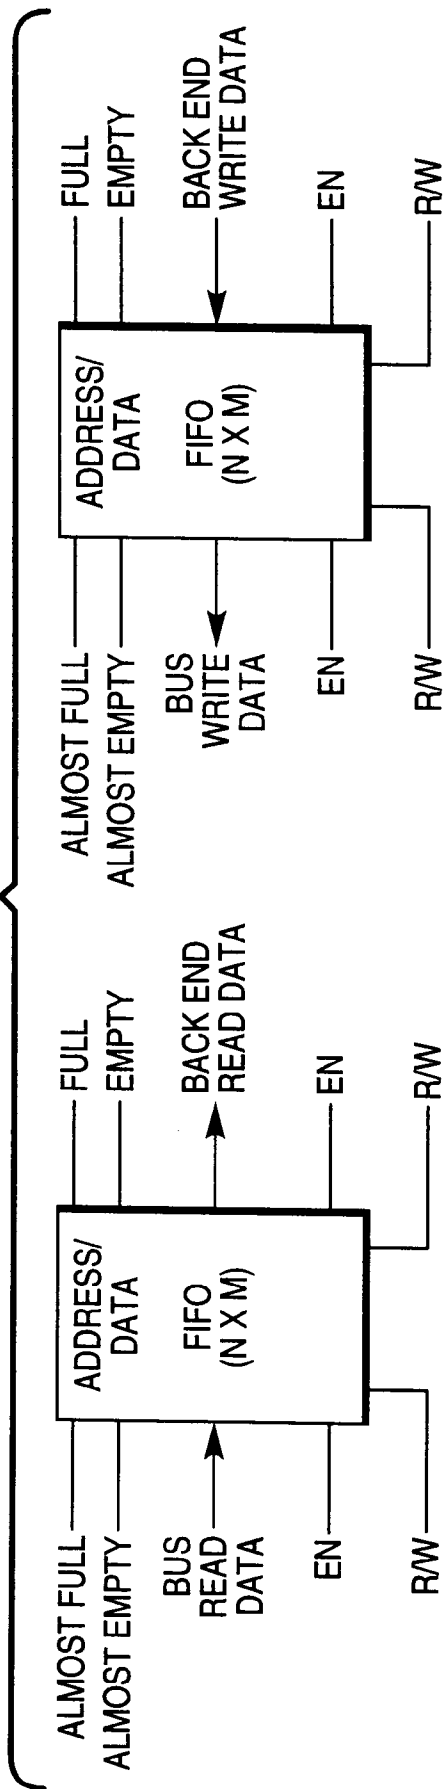 ALMOST FULL
ALMOST EMPTY
BUS
READ
DATA
EN
R/W
ADDRESS/
DATA
FIFO
(N X M)
FULL
EMPTY
BACK END
READ DATA
EN
R/W
ALMOST FULL
ALMOST EMPTY
BUS
WRITE
DATA
EN
R/W
ADDRESS/
DATA
FIFO
(N X M)
FULL
EMPTY
BACK END
WRITE DATA
EN
R/W